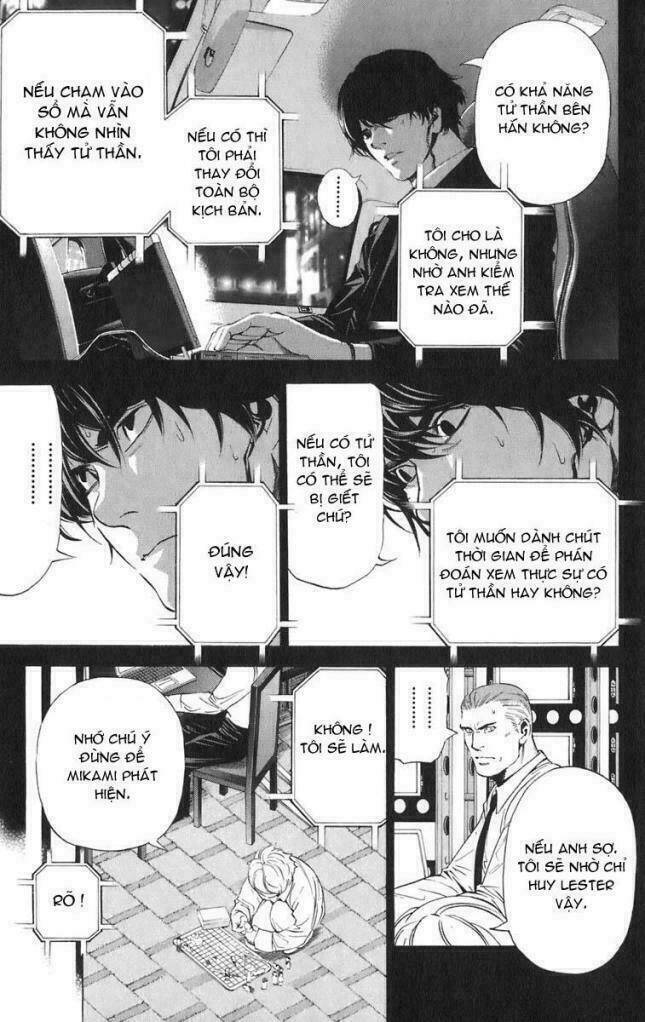 CÓ KHẢ NĂNG
TỬ THẦN BÊN
HẮN KHÔNG?
TÔI CHO LÀ
KHÔNG, NHƯNG
NHỜ ANH KIỂM
TRA XEM THẾ
NÀO ĐÃ.
NẾU CÓ THÌ
TÔI PHẢI
THAY ĐỔI
TOÀN BỘ
KỊCH BẢN.
NẾU CHẠM VÀO
SỔ MÀ VẪN
KHÔNG NHÌN
THẤY TỬ THẦN.
TÔI MUỐN DÀNH CHÚT
THỜI GIAN ĐỂ PHÁN
ĐOÁN XEM THỰC SỰ CÓ
TỬ THẦN HAY KHÔNG?
NẾU CÓ TỬ
THẦN, TÔI
CÓ THỂ SẼ
BỊ GIẾT
CHỨ?
ĐÚNG
VẬY!
NẾU ANH SỢ.
TÔI SẼ NHỜ CHỈ
HUY LESTER
VẬY.
KHÔNG !
TÔI SẼ LÀM.
NHỚ CHÚ Ý
ĐỪNG ĐỂ
MIKAMI PHÁT
HIỆN.
RÕ !